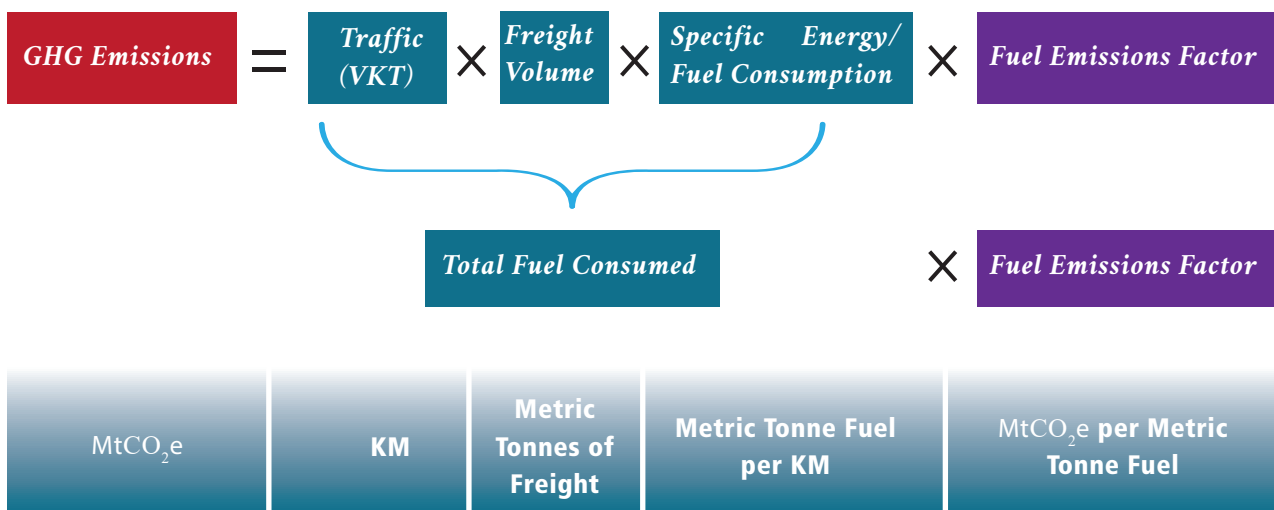 GHG Emissions = Traffic (VKT) × Freight Volume × Specific Energy/ Fuel Consumption × Fuel Emissions Factor
Total Fuel Consumed × Fuel Emissions Factor
MtCO₂e
KM
Metric
Tonnes of
Freight
Metric Tonne Fuel
per KM
MtCO₂e per Metric
Tonne Fuel